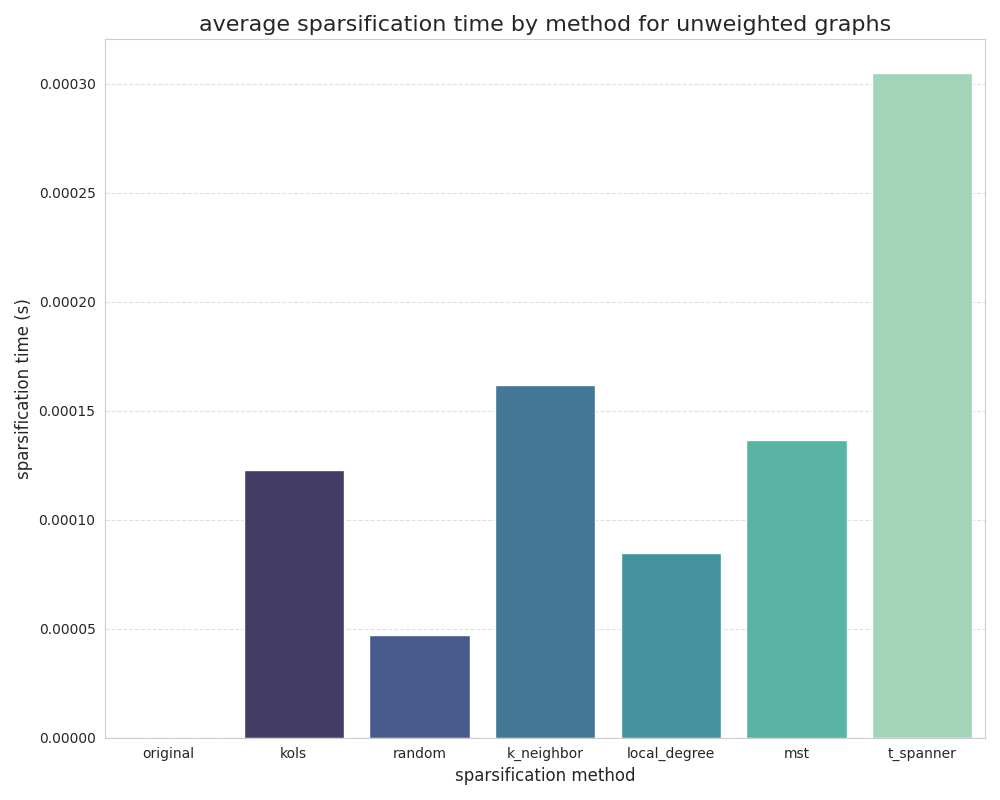 average sparsification time by method for unweighted graphs
sparsification time (s)
0.00030
0.00025
0.00020
0.00015
0.00010
0.00005
0.00000
original kols random k_neighbor local_degree mst t_spanner
sparsification method